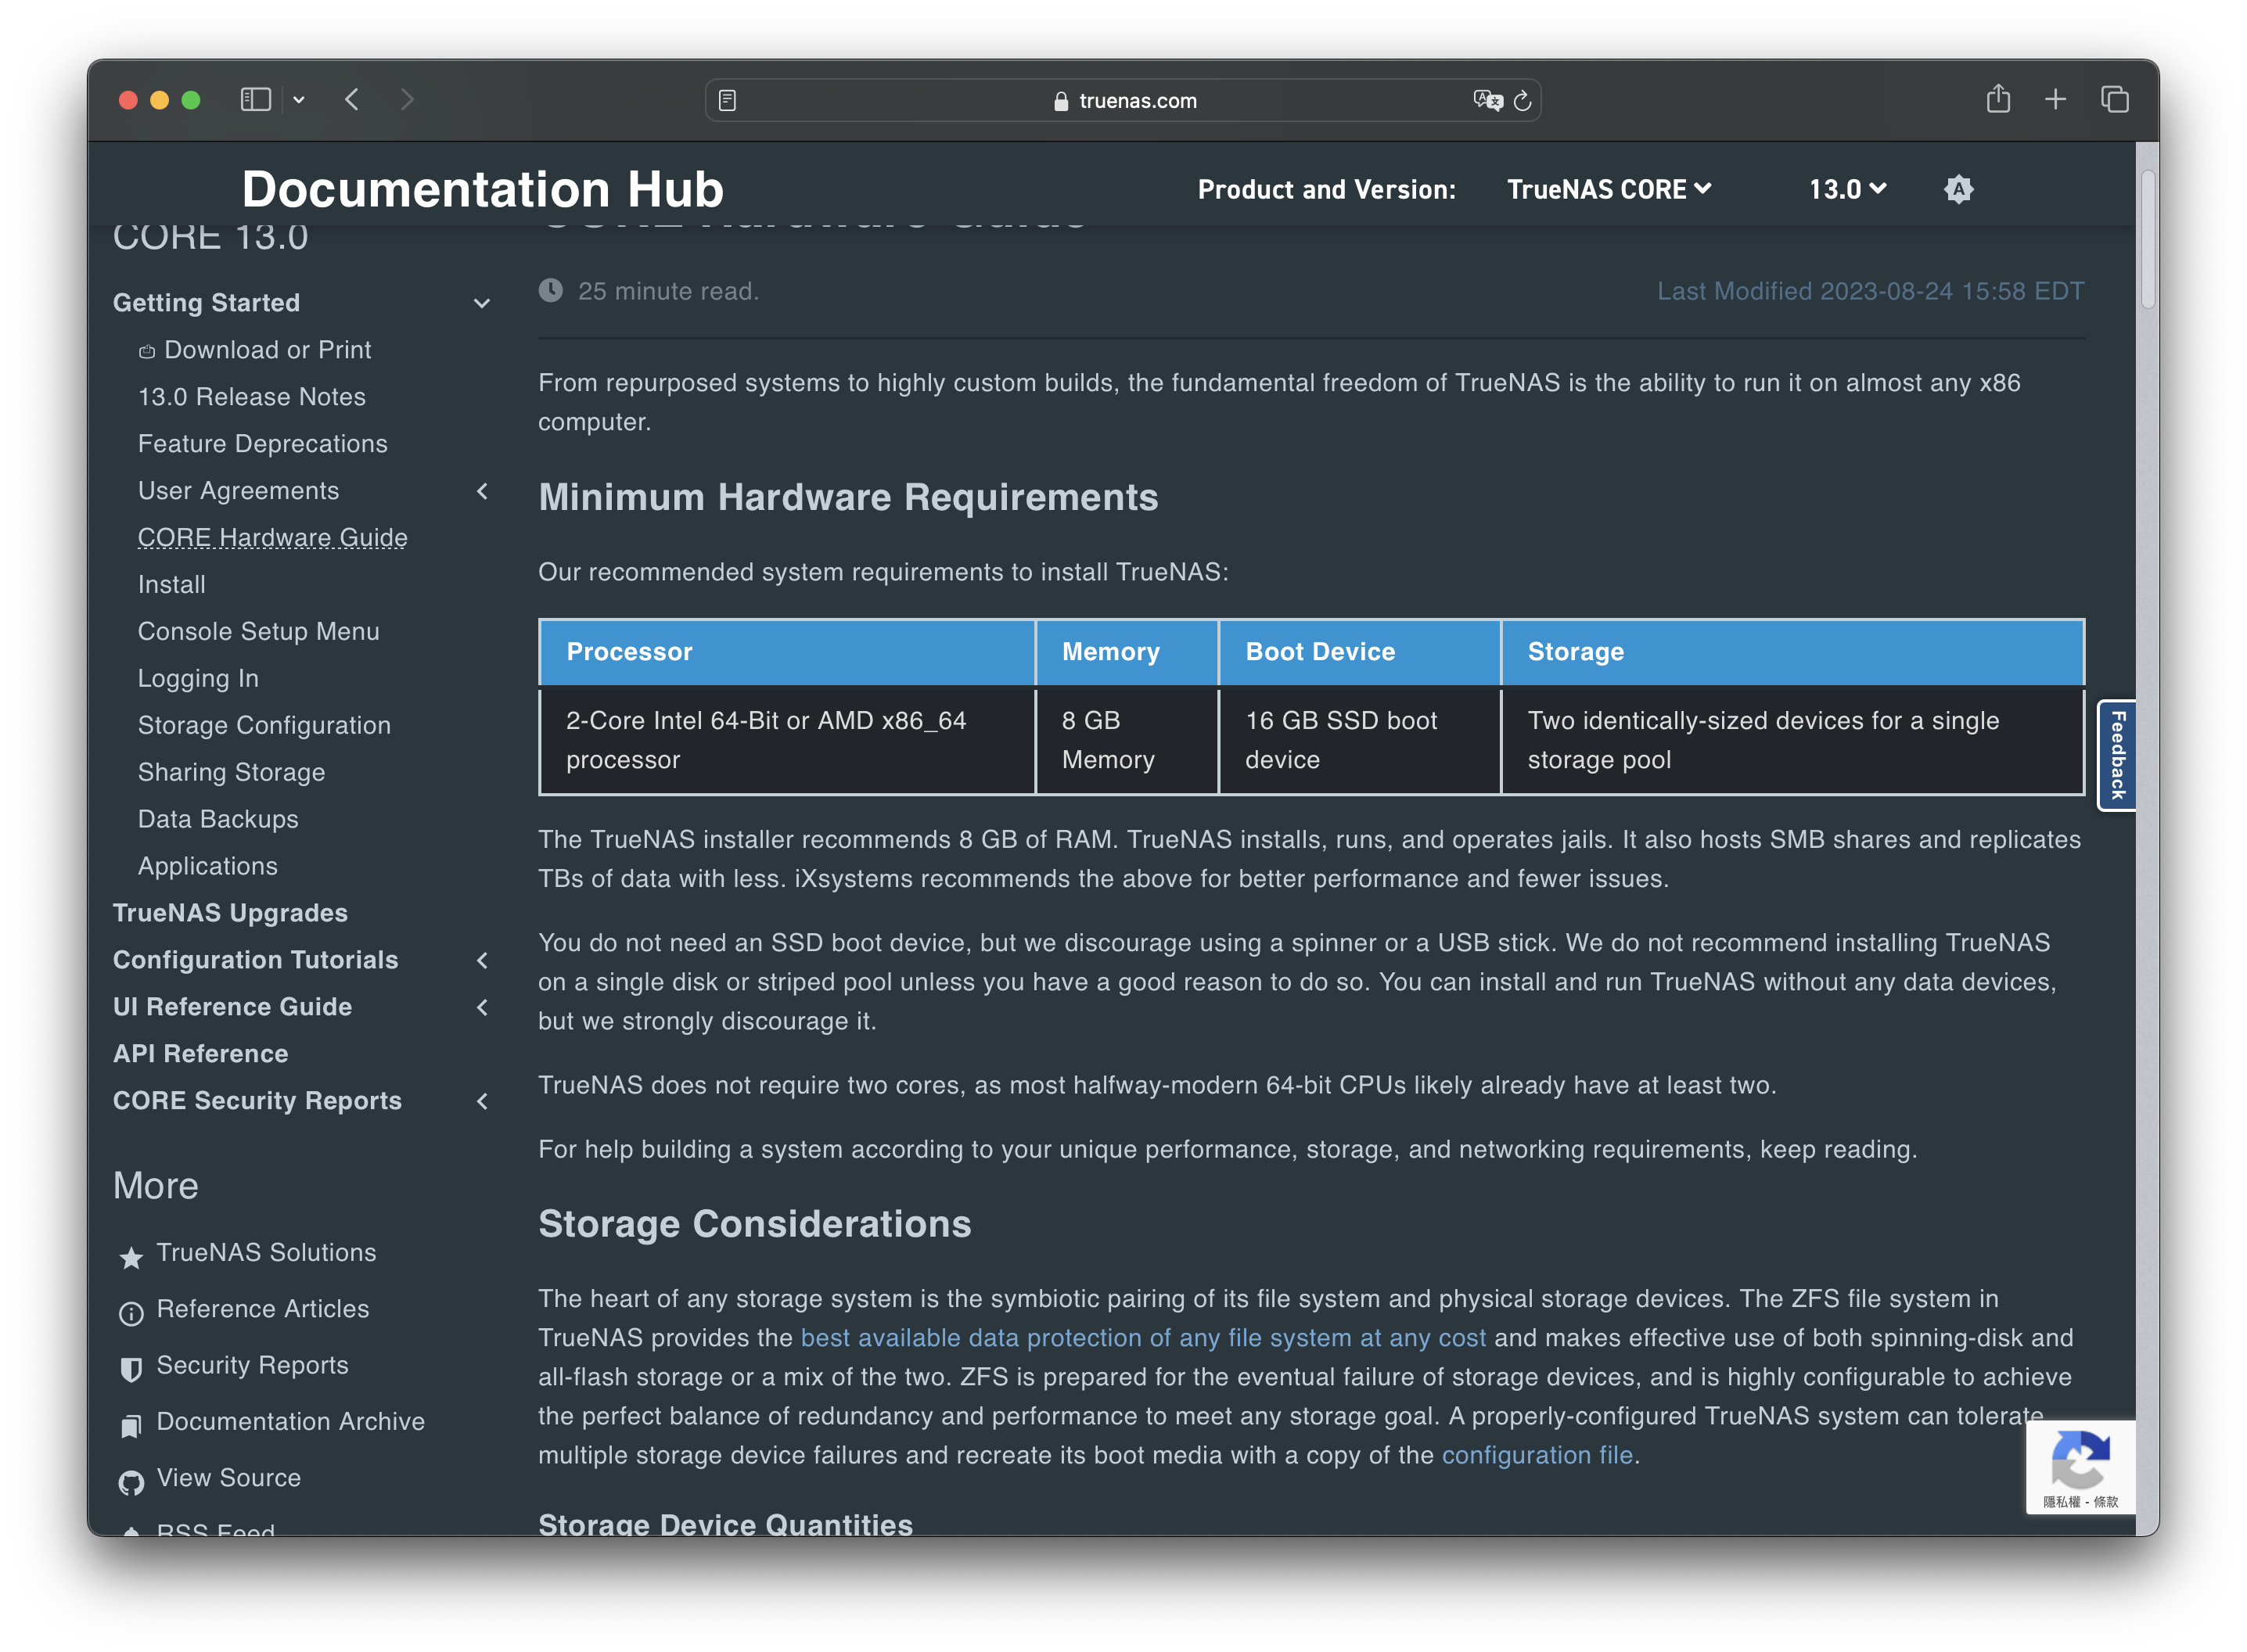 truenas.com
Documentation Hub
Product and Version:
TrueNAS CORE
13.0
CORE 13.0
Getting Started
Download or Print
13.0 Release Notes
Feature Deprecations
User Agreements
CORE Hardware Guide
Install
Console Setup Menu
Logging In
Storage Configuration
Sharing Storage
Data Backups
Applications
TrueNAS Upgrades
Configuration Tutorials
UI Reference Guide
API Reference
CORE Security Reports
More
TrueNAS Solutions
Reference Articles
Security Reports
Documentation Archive
View Source
RSS Feed
CORE Hardware Guide
25 minute read.
Last Modified 2023-08-24 15:58 EDT
From repurposed systems to highly custom builds, the fundamental freedom of TrueNAS is the ability to run it on almost any x86
computer.
Minimum Hardware Requirements
Our recommended system requirements to install TrueNAS:
Processor
Memory
Boot Device
Storage
2-Core Intel 64-Bit or AMD x86_64
processor
8 GB
Memory
16 GB SSD boot
device
Two identically-sized devices for a single
storage pool
The TrueNAS installer recommends 8 GB of RAM. TrueNAS installs, runs, and operates jails. It also hosts SMB shares and replicates
TBs of data with less. iXsystems recommends the above for better performance and fewer issues.
You do not need an SSD boot device, but we discourage using a spinner or a USB stick. We do not recommend installing TrueNAS
on a single disk or striped pool unless you have a good reason to do so. You can install and run TrueNAS without any data devices,
but we strongly discourage it.
TrueNAS does not require two cores, as most halfway-modern 64-bit CPUs likely already have at least two.
For help building a system according to your unique performance, storage, and networking requirements, keep reading.
Storage Considerations
The heart of any storage system is the symbiotic pairing of its file system and physical storage devices. The ZFS file system in
TrueNAS provides the best available data protection of any file system at any cost and makes effective use of both spinning-disk and
all-flash storage or a mix of the two. ZFS is prepared for the eventual failure of storage devices, and is highly configurable to achieve
the perfect balance of redundancy and performance to meet any storage goal. A properly-configured TrueNAS system can tolerate
multiple storage device failures and recreate its boot media with a copy of the configuration file.
Storage Device Quantities
Feedback
隱私權 - 條款